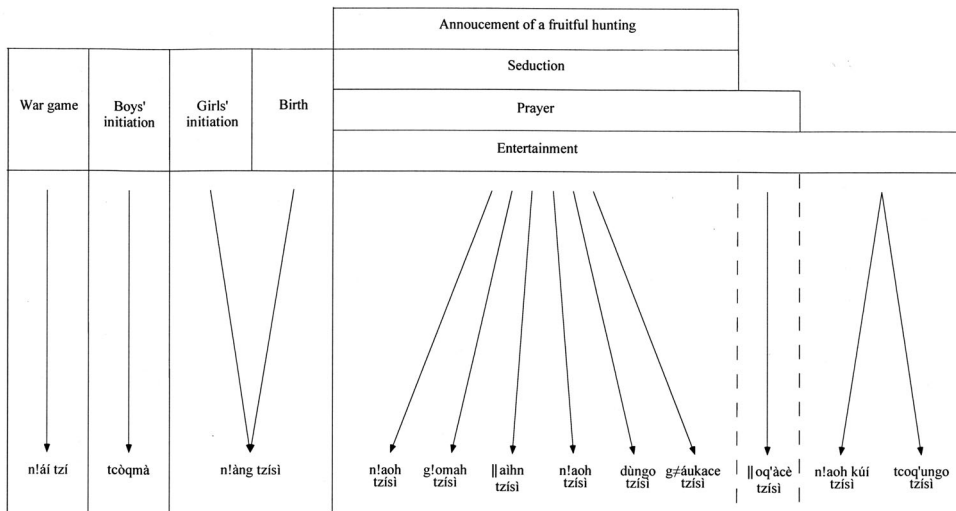 Annoucement of a fruitful hunting
Seduction
War game
Boys'
initiation
Girls'
initiation
Birth
Prayer
Entertainment
n!áí tzí
tcòqmà
n!àng tzísì
n!aoh
tzísì
g!omah
tzísì
ǁaìhn
tzísì
n!aoh
tzísì
dùngo
tzísì
g≠áukace
tzísì
ǁoq'àcè
tzísì
n!aoh kúí
tzísì
tcoq'ungo
tzísì